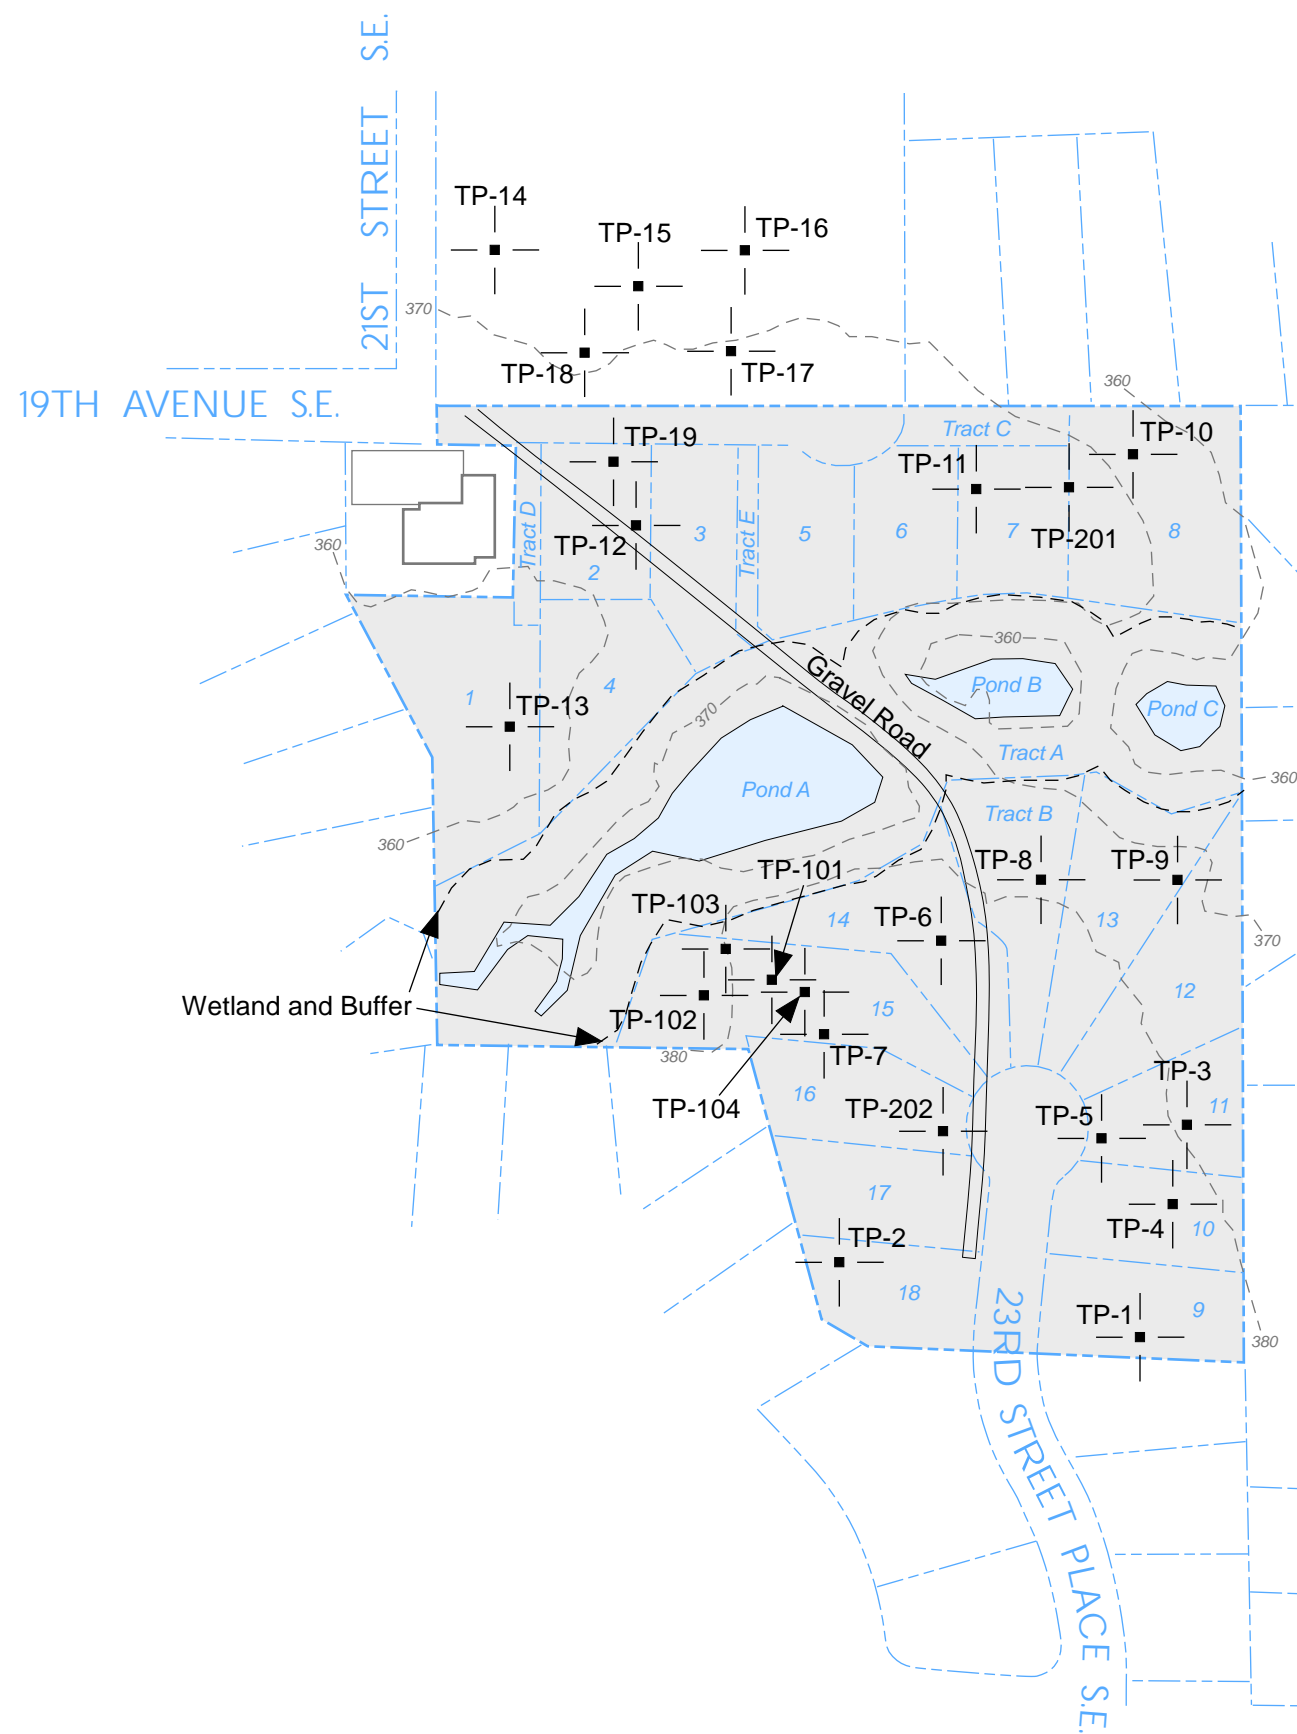 21ST STREET S.E.
TP-14
TP-15
TP-16
370
TP-18
TP-17
19TH AVENUE S.E.
360
Tract C
TP-19
TP-10
TP-11
Tract D
TP-12
3
Tract E
5
6
7
TP-201
8
360
2
360
1
4
TP-13
370
Gravel Road
Pond B
Pond C
Tract A
360
Pond A
Tract B
360
TP-101
TP-8
TP-9
TP-103
14
TP-6
13
370
Wetland and Buffer
TP-102
15
12
380
TP-7
16
TP-104
TP-202
TP-5
TP-3
11
17
TP-4
10
TP-2
18
TP-1
9
380
23RD STREET PLACE S.E.